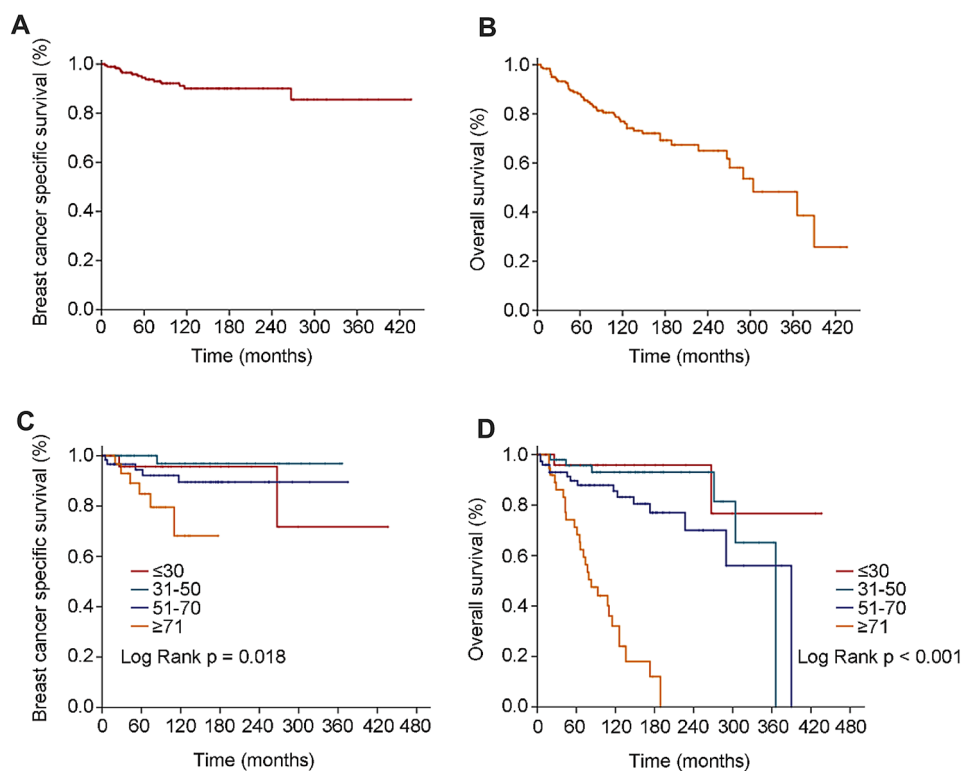 A
Breast cancer specific survival (%)
1.0
0.8
0.6
0.4
0.2
0.0
0 60 120 180 240 300 360 420
Time (months)
B
Overall survival (%)
1.0
0.8
0.6
0.4
0.2
0.0
0 60 120 180 240 300 360 420
Time (months)
C
Breast cancer specific survival (%)
1.0
0.8
0.6
0.4
0.2
0.0
≤30
31-50
51-70
≥71
Log Rank p = 0.018
0 60 120 180 240 300 360 420 480
Time (months)
D
Overall survival (%)
1.0
0.8
0.6
0.4
0.2
0.0
≤30
31-50
51-70
≥71
Log Rank p < 0.001
0 60 120 180 240 300 360 420 480
Time (months)